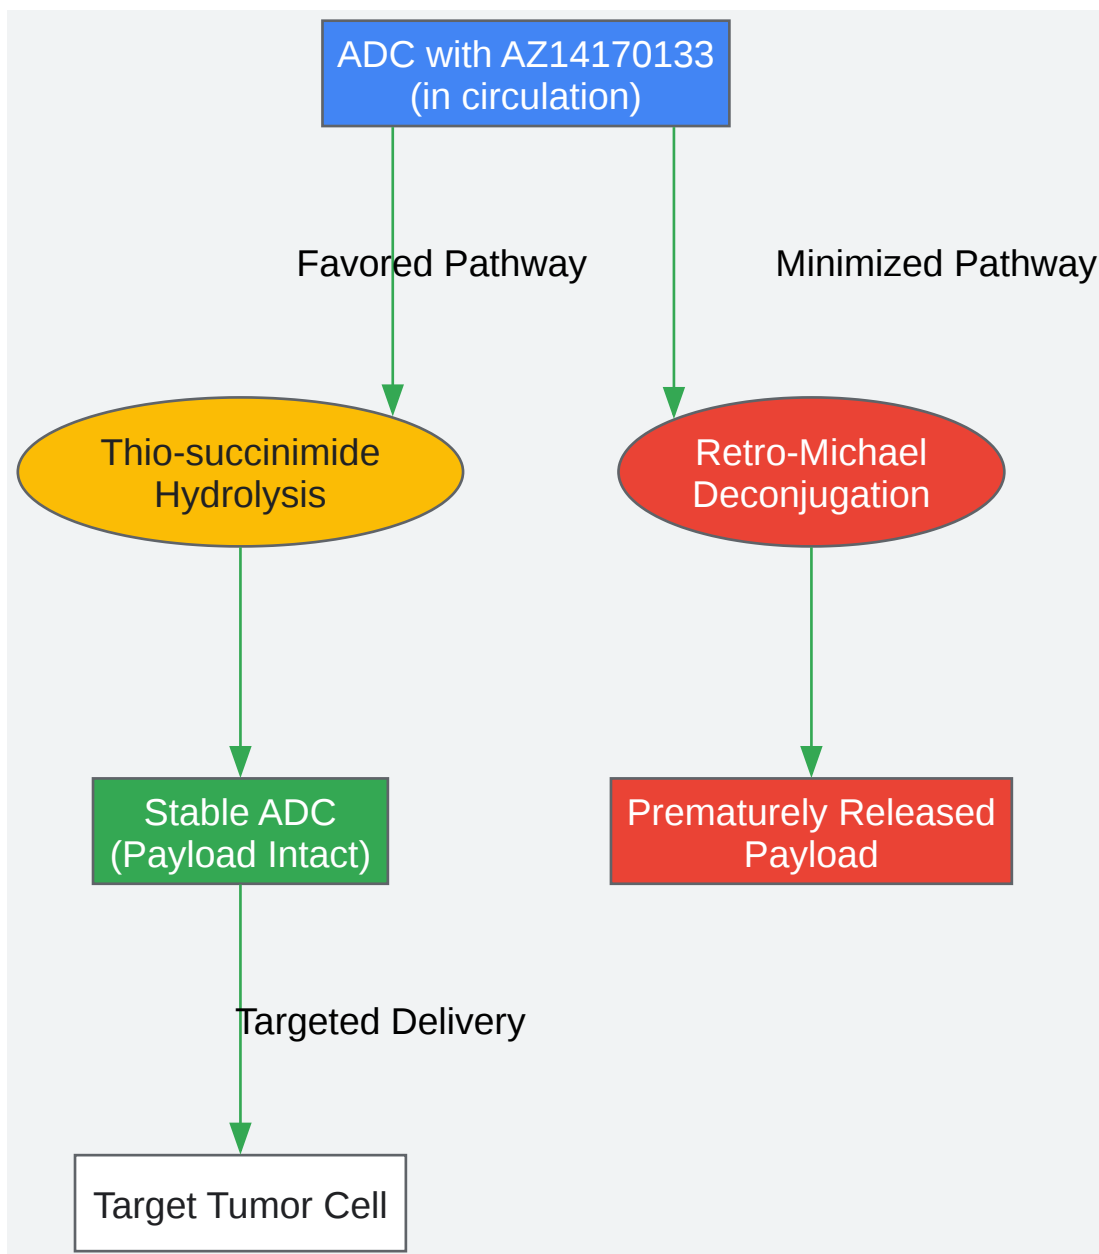 ADC with AZ14170133
(in circulation)
Favored Pathway
Minimized Pathway
Thio-succinimide
Hydrolysis
Retro-Michael
Deconjugation
Stable ADC
(Payload Intact)
Prematurely Released
Payload
Targeted Delivery
Target Tumor Cell